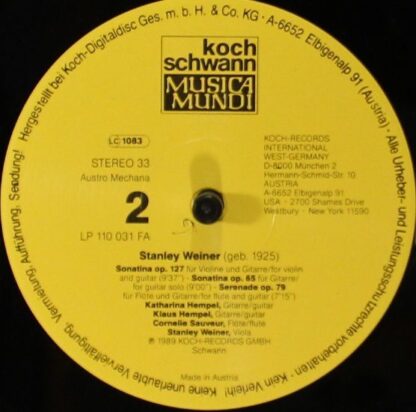 Hergestellt bei Koch-Digitaldisc Ges. m. b. H. & Co. KG · A-6652 Elbigenalp 91 (Austria) · Alle Urheber- und Leistungsschutzrechte vorbehalten · Kein Verleih! Keine unerlaubte Vervielfältigung, Vermietung, Aufführung, Sendung!
koch
schwann
MUSICA
MUNDI
LC 1083
STEREO 33
Austro Mechana
2
LP 110 031 FA
KOCH-RECORDS
INTERNATIONAL
WEST-GERMANY
D-8000 München 2
Hermann-Schmid-Str. 10
AUSTRIA
A-6652 Elbigenalp 91
USA - 2700 Shames Drive
Westbury - New York 11590
Stanley Weiner (geb. 1925)
Sonatina op. 127 für Violine und Gitarre/for violin
and guitar (9'37") · Sonatina op. 65 für Gitarre/
for guitar solo (9'00") · Serenade op. 79
für Flöte und Gitarre/for flute and guitar (7'15")
Katharina Hempel, Gitarre/guitar
Klaus Hempel, Gitarre/guitar
Cornelie Sauveur, Flöte/flute
Stanley Weiner, Viola
℗ 1989 KOCH-RECORDS GMBH
Schwann
Made in Austria